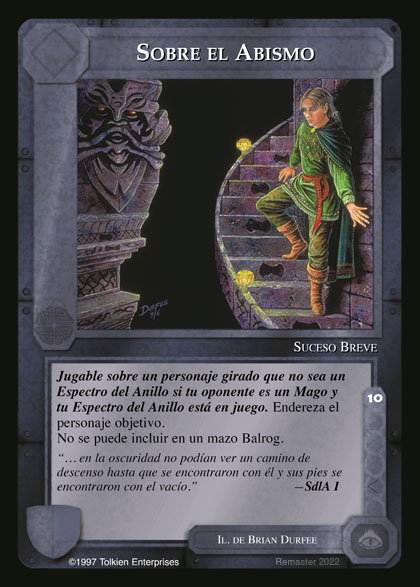 Sobre el Abismo
Durfee
Suceso Breve
Jugable sobre un personaje girado que no sea un
Espectro del Anillo si tu oponente es un Mago y
tu Espectro del Anillo está en juego. Endereza el
personaje objetivo.
No se puede incluir en un mazo Balrog.
“… en la oscuridad no podían ver un camino de
descenso hasta que se encontraron con él y sus pies se
encontraron con el vacío.” —SdlA I
10
Il. de Brian Durfee
©1997 Tolkien Enterprises
Remaster 2022